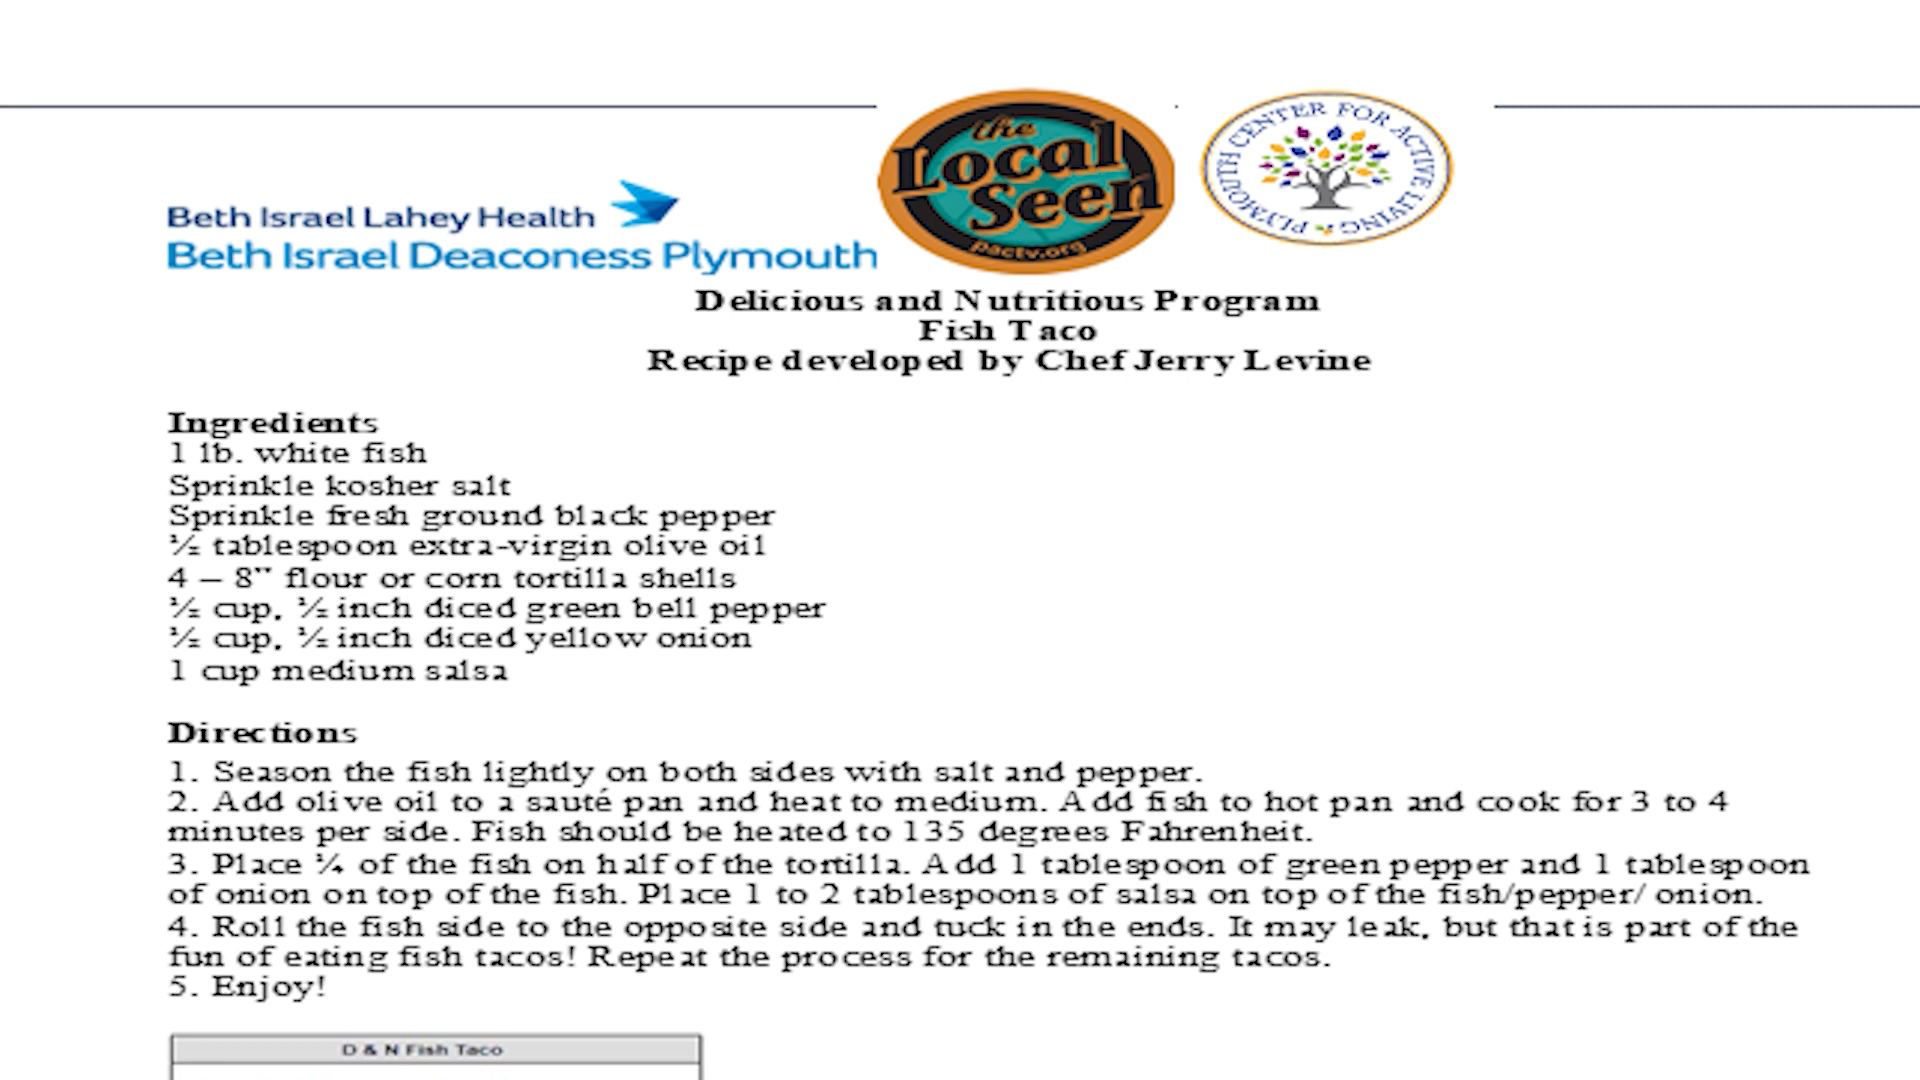 the
Local
Seen
pactv.org
PLYMOUTH CENTER FOR ACTIVE LIVING
Beth Israel Lahey Health
Beth Israel Deaconess Plymouth
Delicious and Nutritious Program
Fish Taco
Recipe developed by Chef Jerry Levine
Ingredients
1 lb. white fish
Sprinkle kosher salt
Sprinkle fresh ground black pepper
½ tablespoon extra-virgin olive oil
4 – 8” flour or corn tortilla shells
½ cup, ½ inch diced green bell pepper
½ cup, ½ inch diced yellow onion
1 cup medium salsa
Directions
1. Season the fish lightly on both sides with salt and pepper.
2. Add olive oil to a sauté pan and heat to medium. Add fish to hot pan and cook for 3 to 4
minutes per side. Fish should be heated to 135 degrees Fahrenheit.
3. Place ¼ of the fish on half of the tortilla. Add 1 tablespoon of green pepper and 1 tablespoon
of onion on top of the fish. Place 1 to 2 tablespoons of salsa on top of the fish/pepper/ onion.
4. Roll the fish side to the opposite side and tuck in the ends. It may leak, but that is part of the
fun of eating fish tacos! Repeat the process for the remaining tacos.
5. Enjoy!
D & N Fish Taco